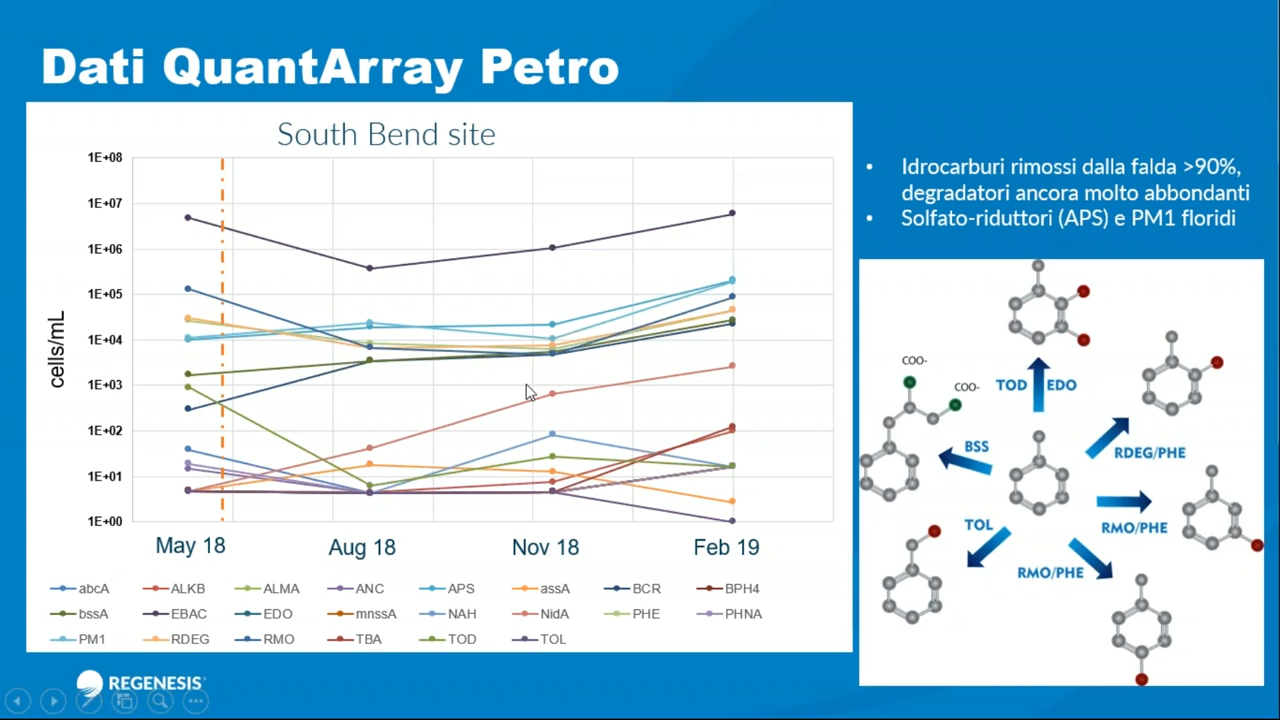 Dati QuantArray Petro
South Bend site
cells/mL
1E+08
1E+07
1E+06
1E+05
1E+04
1E+03
1E+02
1E+01
1E+00
May 18 Aug 18 Nov 18 Feb 19
abcA ALKB ALMA ANC APS assA BCR BPH4
bssA EBAC EDO mnssA NAH NidA PHE PHNA
PM1 RDEG RMO TBA TOD TOL
• Idrocarburi rimossi dalla falda >90%,
degradatori ancora molto abbondanti
• Solfato-riduttori (APS) e PM1 floridi
COO-
COO-
TOD EDO
BSS
RDEG/PHE
TOL
RMO/PHE
RMO/PHE
REGENESIS